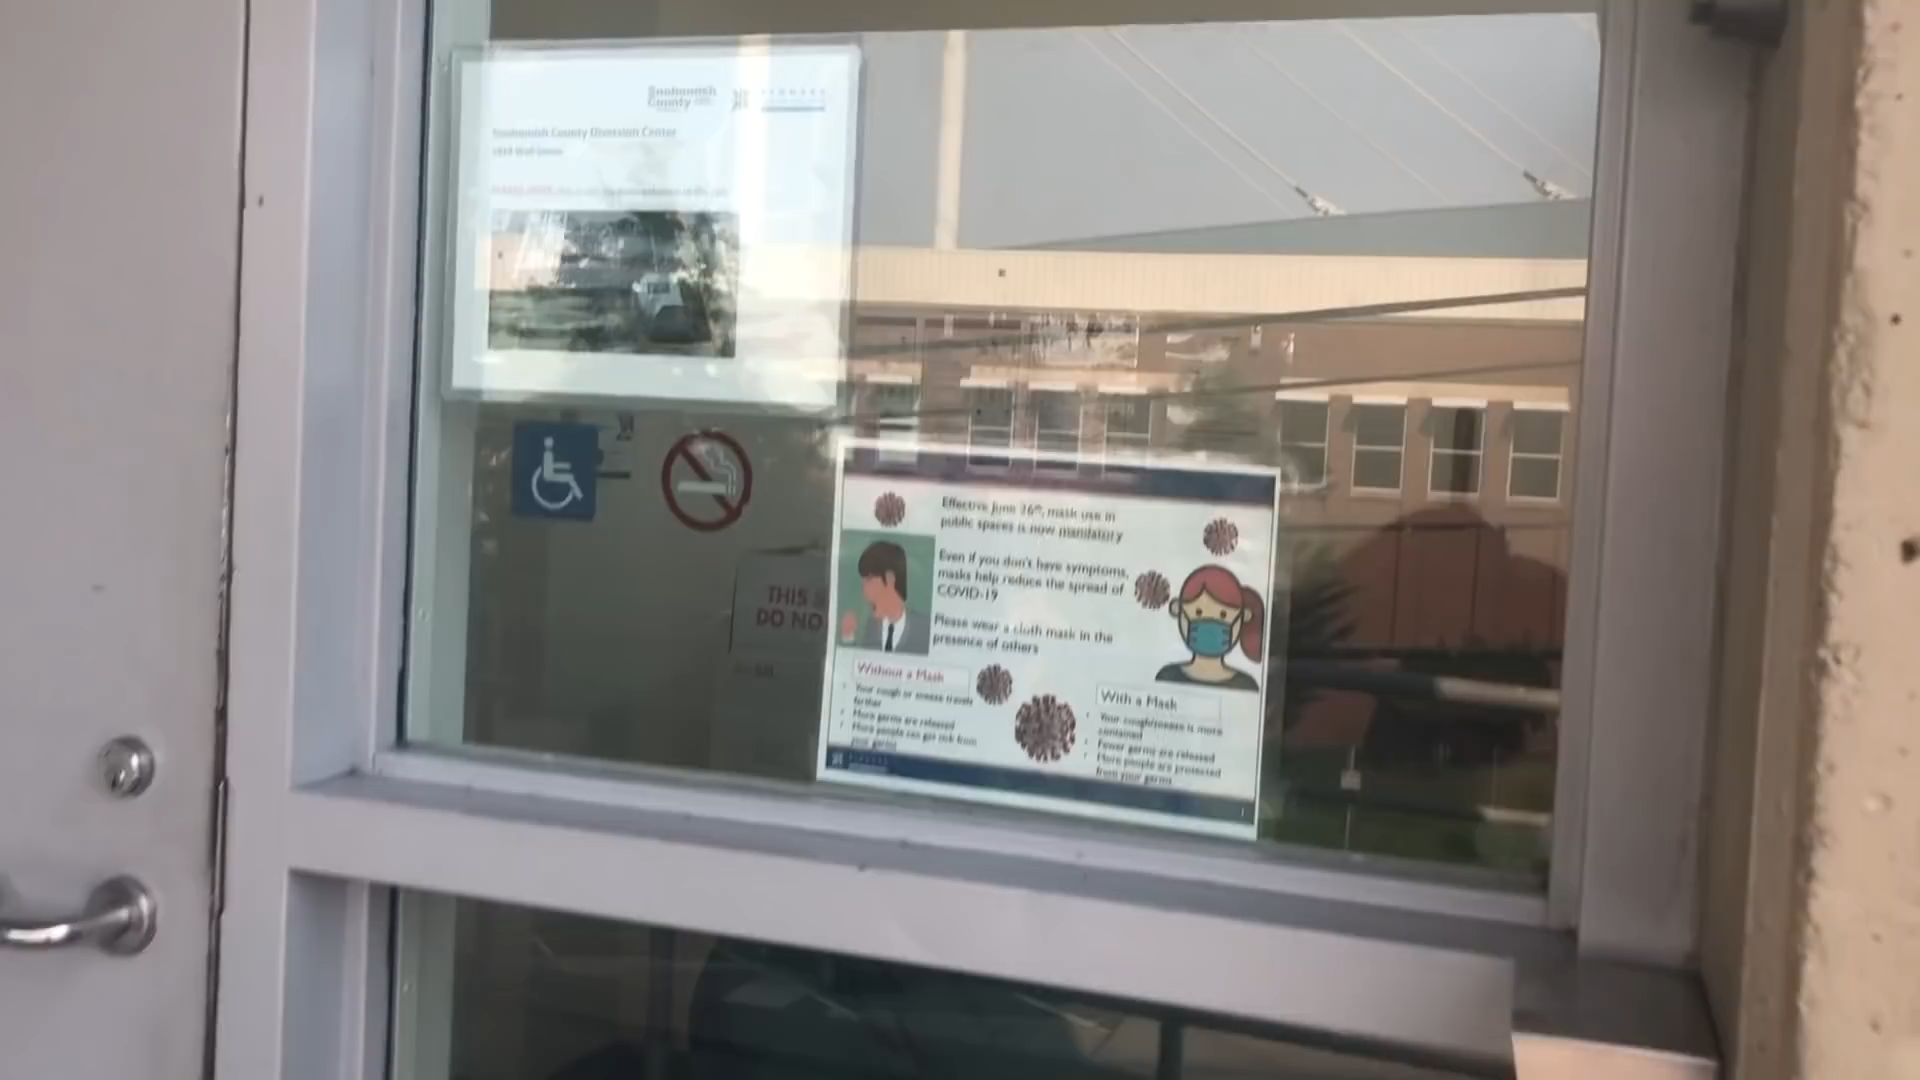 Snohomish
County
Snohomish County Diversion Center
THIS
DO NO
Effective June 26th, mask use in
public spaces is now mandatory
Even if you don't have symptoms,
masks help reduce the spread of
COVID-19
Please wear a cloth mask in the
presence of others
Without a Mask
Your cough or sneeze travels
farther
More germs are released
More people can get sick from
your germs
With a Mask
Your cough/sneeze is more
contained
Fewer germs are released
More people are protected
from your germs